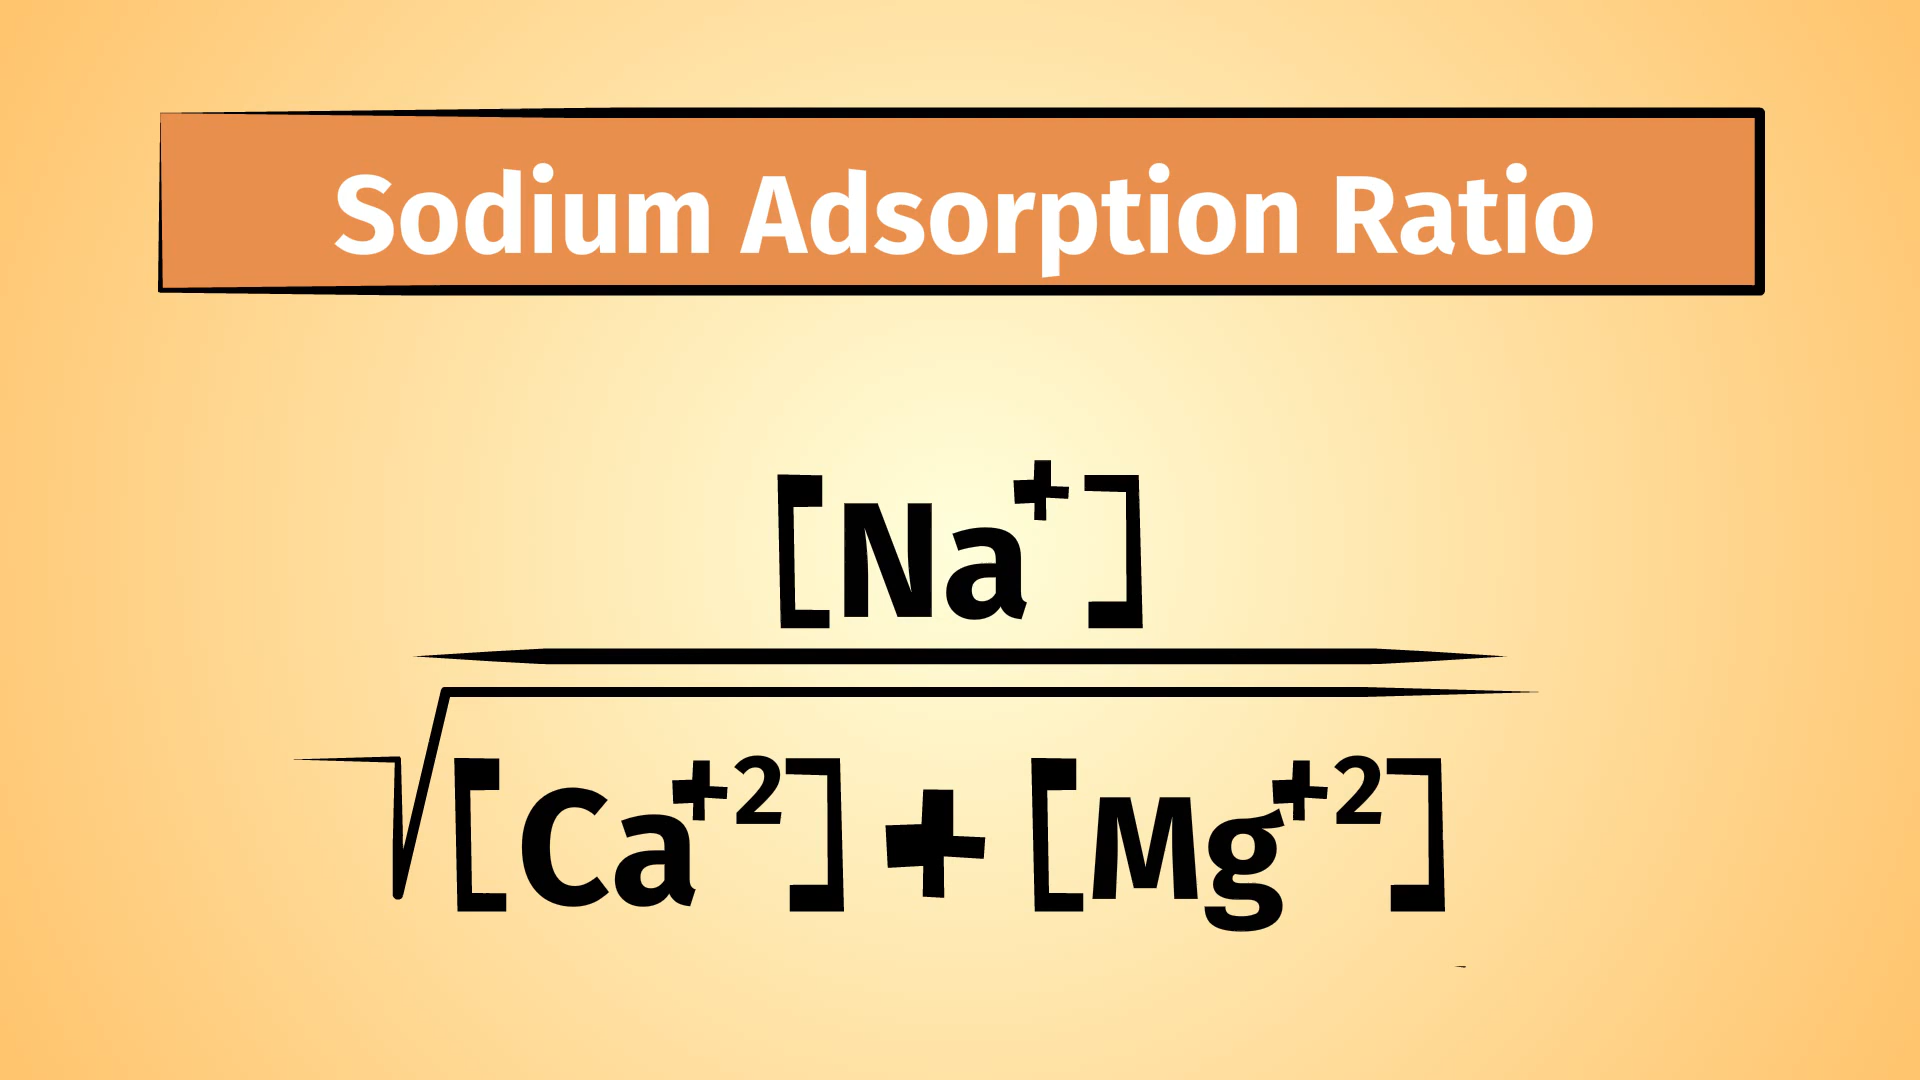 Sodium Adsorption Ratio
[Na⁺]
√[Ca⁺²] + [Mg⁺²]